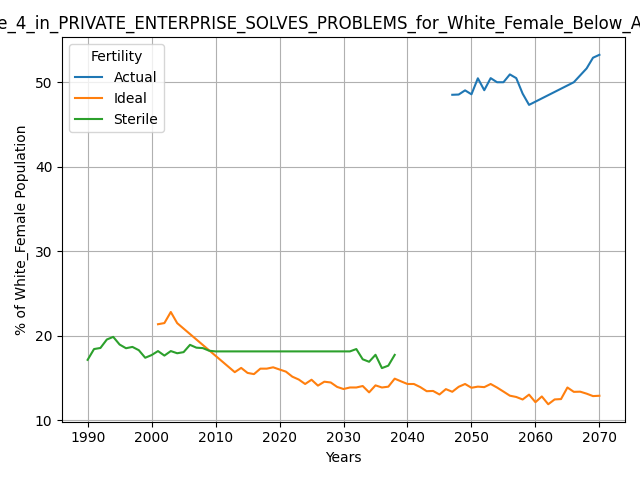 e_4_in_PRIVATE_ENTERPRISE_SOLVES_PROBLEMS_for_White_Female_Below_A
Fertility
Actual
Ideal
Sterile
% of White_Female Population
50
40
30
20
10
1990 2000 2010 2020 2030 2040 2050 2060 2070
Years